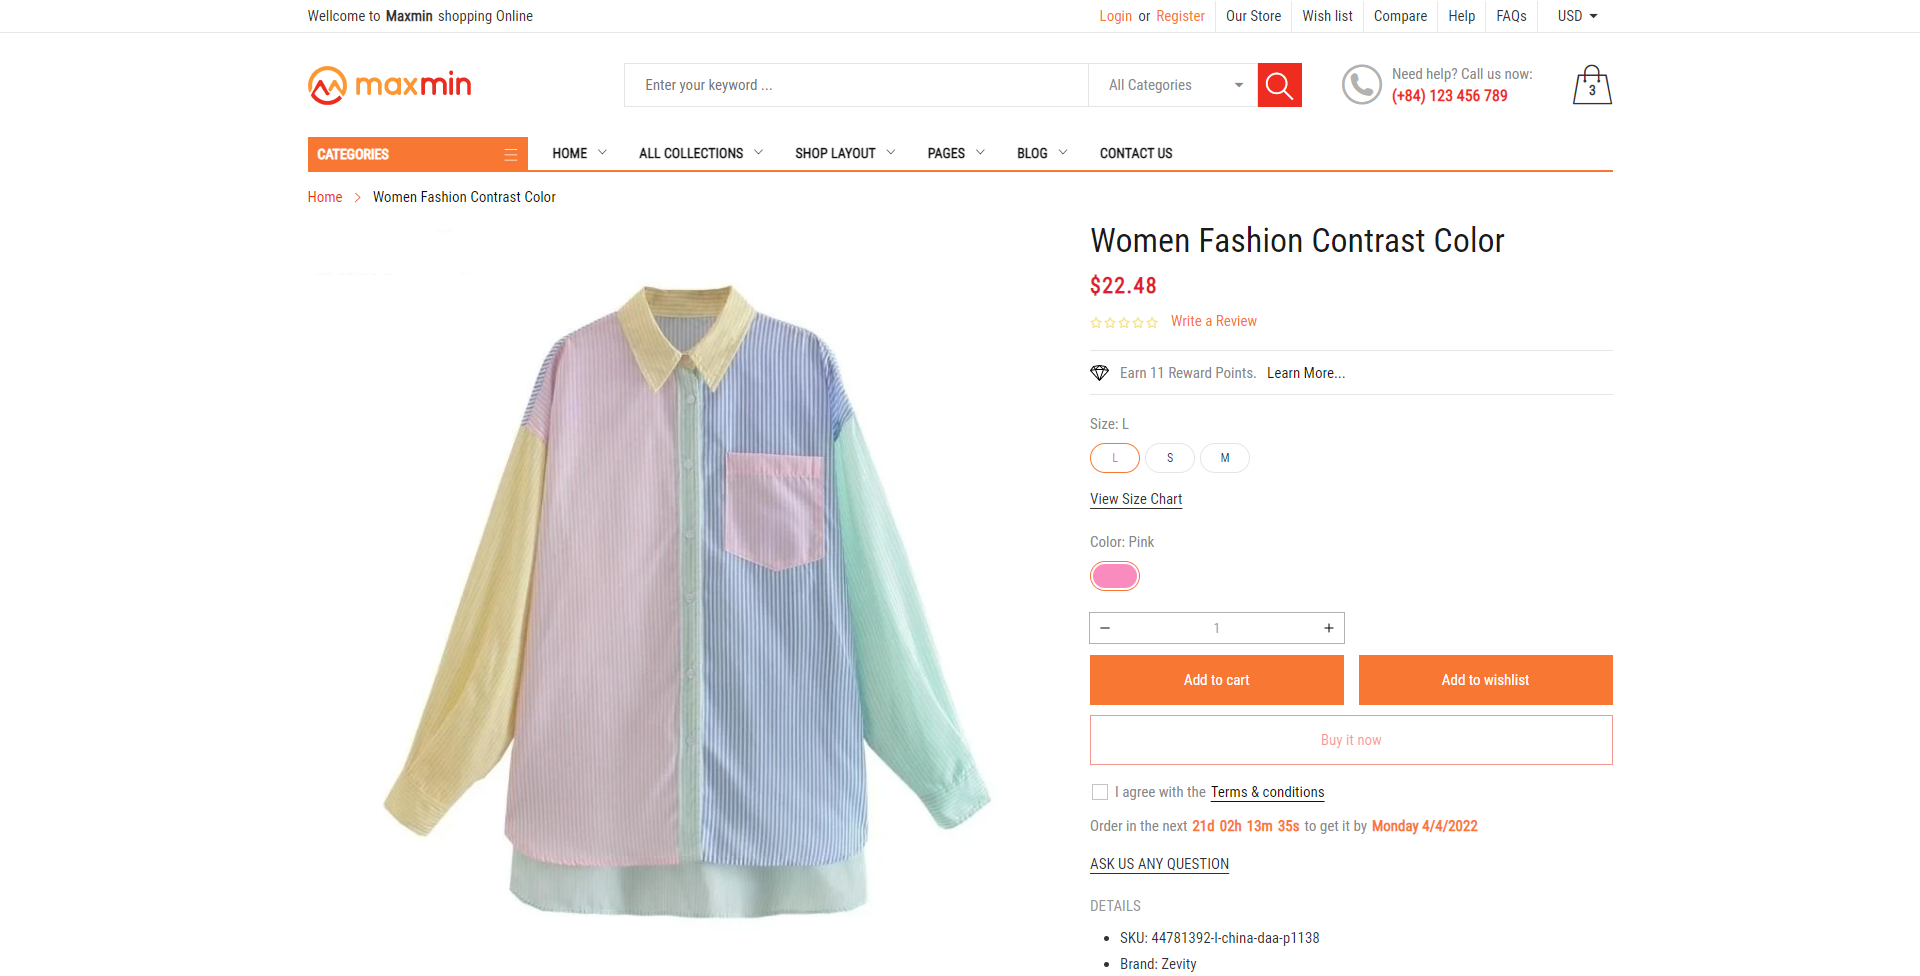 Wellcome to Maxmin shopping Online
Login or Register
Our Store
Wish list
Compare
Help
FAQs
USD
maxmin
Enter your keyword ...
All Categories
Need help? Call us now:
(+84) 123 456 789
3
CATEGORIES
HOME
ALL COLLECTIONS
SHOP LAYOUT
PAGES
BLOG
CONTACT US
Home
Women Fashion Contrast Color
Women Fashion Contrast Color
$22.48
Write a Review
Earn 11 Reward Points. Learn More...
Size: L
L
S
M
View Size Chart
Color: Pink
1
Add to cart
Add to wishlist
Buy it now
I agree with the Terms & conditions
Order in the next 21d 02h 13m 35s to get it by Monday 4/4/2022
ASK US ANY QUESTION
DETAILS
SKU: 44781392-l-china-daa-p1138
Brand: Zevity